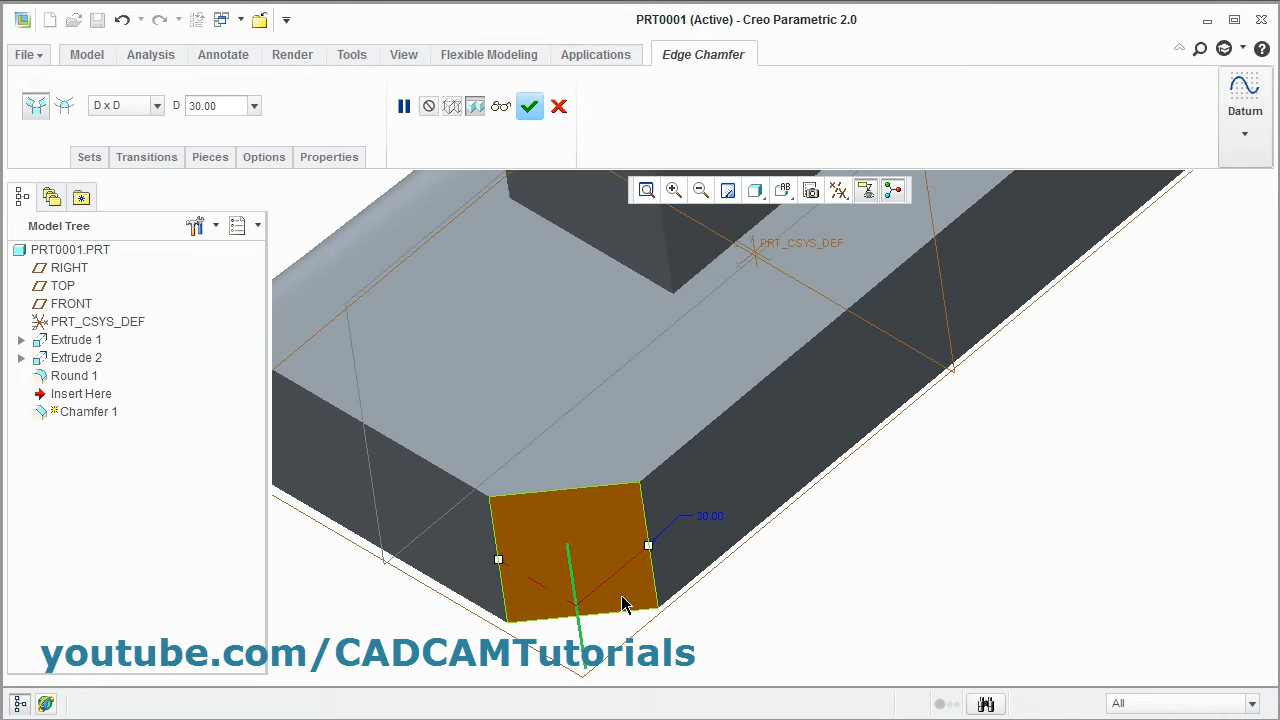 PRT0001 (Active) - Creo Parametric 2.0
File Model Analysis Annotate Render Tools View Flexible Modeling Applications Edge Chamfer
D x D D 30.00
Datum
Sets Transitions Pieces Options Properties
Model Tree
PRT0001.PRT
RIGHT
TOP
FRONT
PRT_CSYS_DEF
Extrude 1
Extrude 2
Round 1
Insert Here
Chamfer 1
PRT_CSYS_DEF
30.00
youtube.com/CADCAMTutorials
All